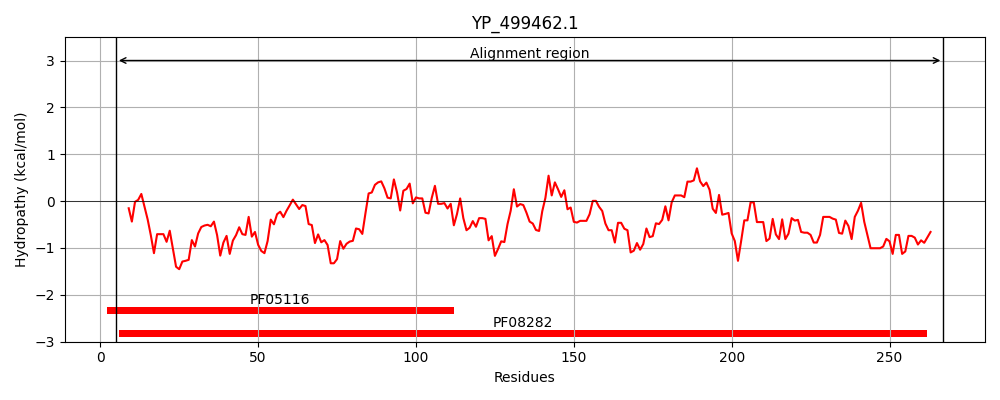 YP_499462.1
Alignment region
Hydropathy (kcal/mol)
3
2
1
0
−1
−2
−3
PF05116
PF08282
0
50
100
150
200
250
Residues